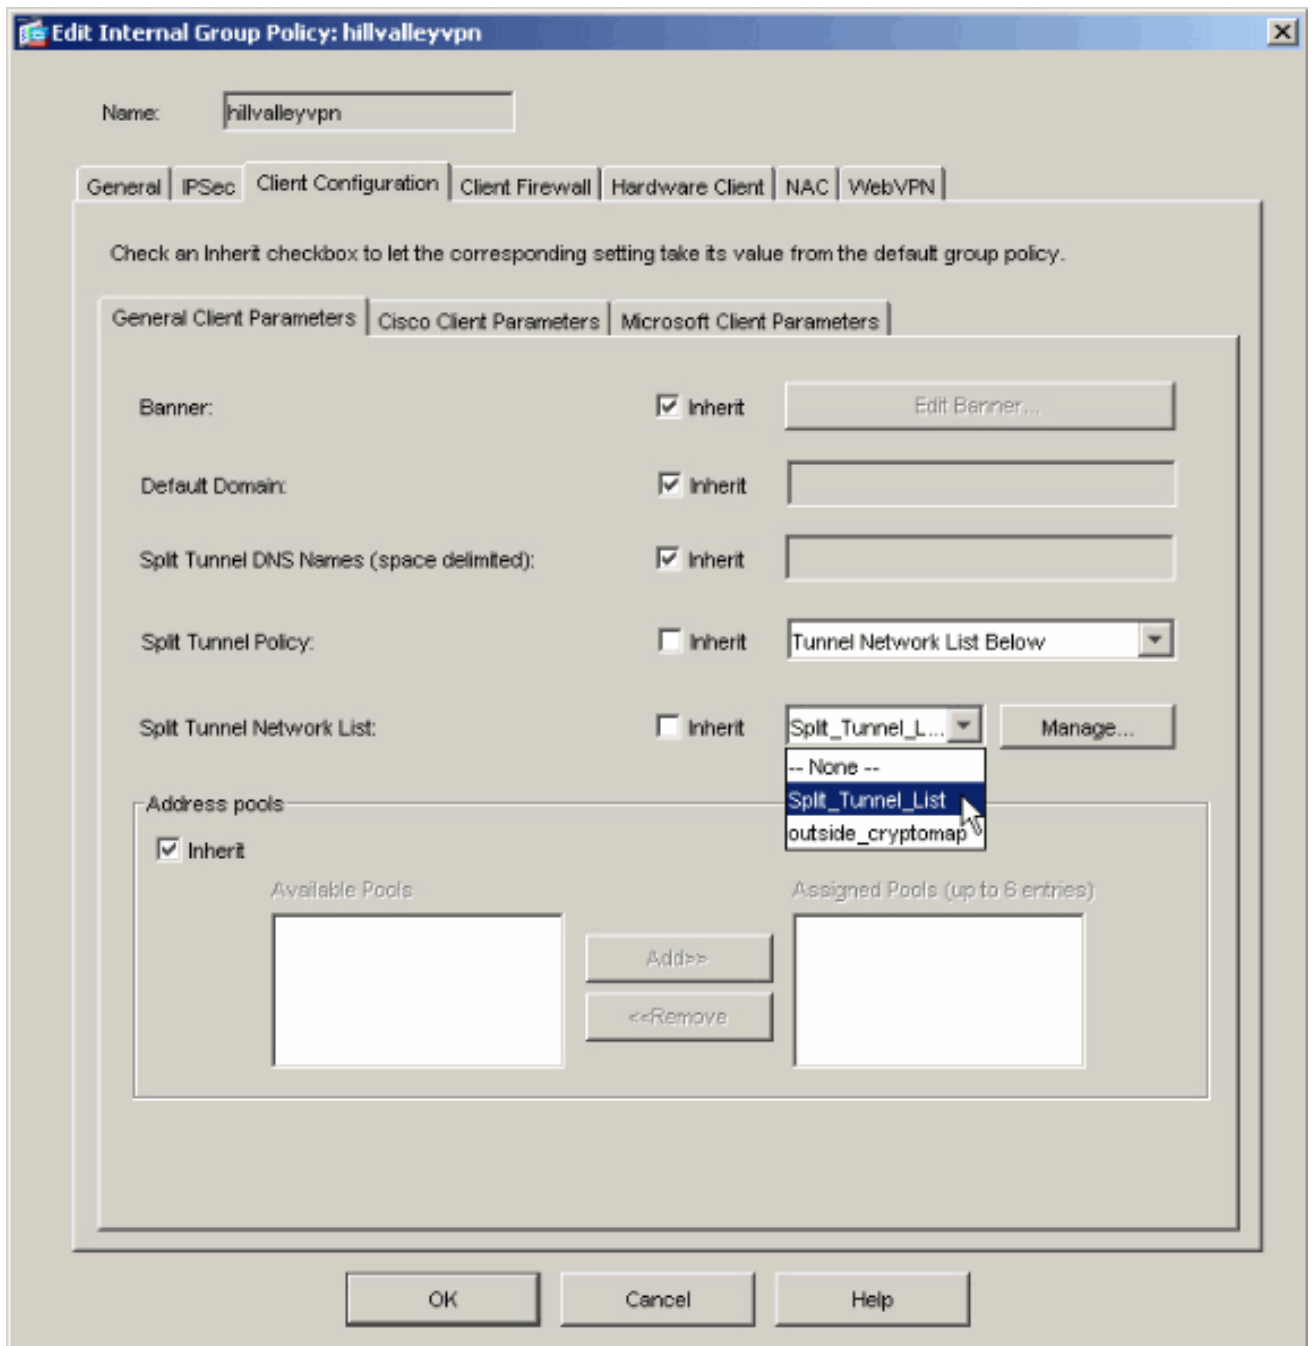 Edit Internal Group Policy: hillvalleyvpn
Name: hillvalleyvpn
General IPSec Client Configuration Client Firewall Hardware Client NAC WebVPN
Check an Inherit checkbox to let the corresponding setting take its value from the default group policy.
General Client Parameters Cisco Client Parameters Microsoft Client Parameters
Banner: Inherit Edit Banner...
Default Domain: Inherit
Split Tunnel DNS Names (space delimited): Inherit
Split Tunnel Policy: Inherit Tunnel Network List Below
Split Tunnel Network List: Inherit Split_Tunnel_L... Manage...
-- None --
Split_Tunnel_List
outside_cryptomap
Address pools
Inherit
Available Pools Assigned Pools (up to 6 entries)
Add>>
<<Remove
OK Cancel Help